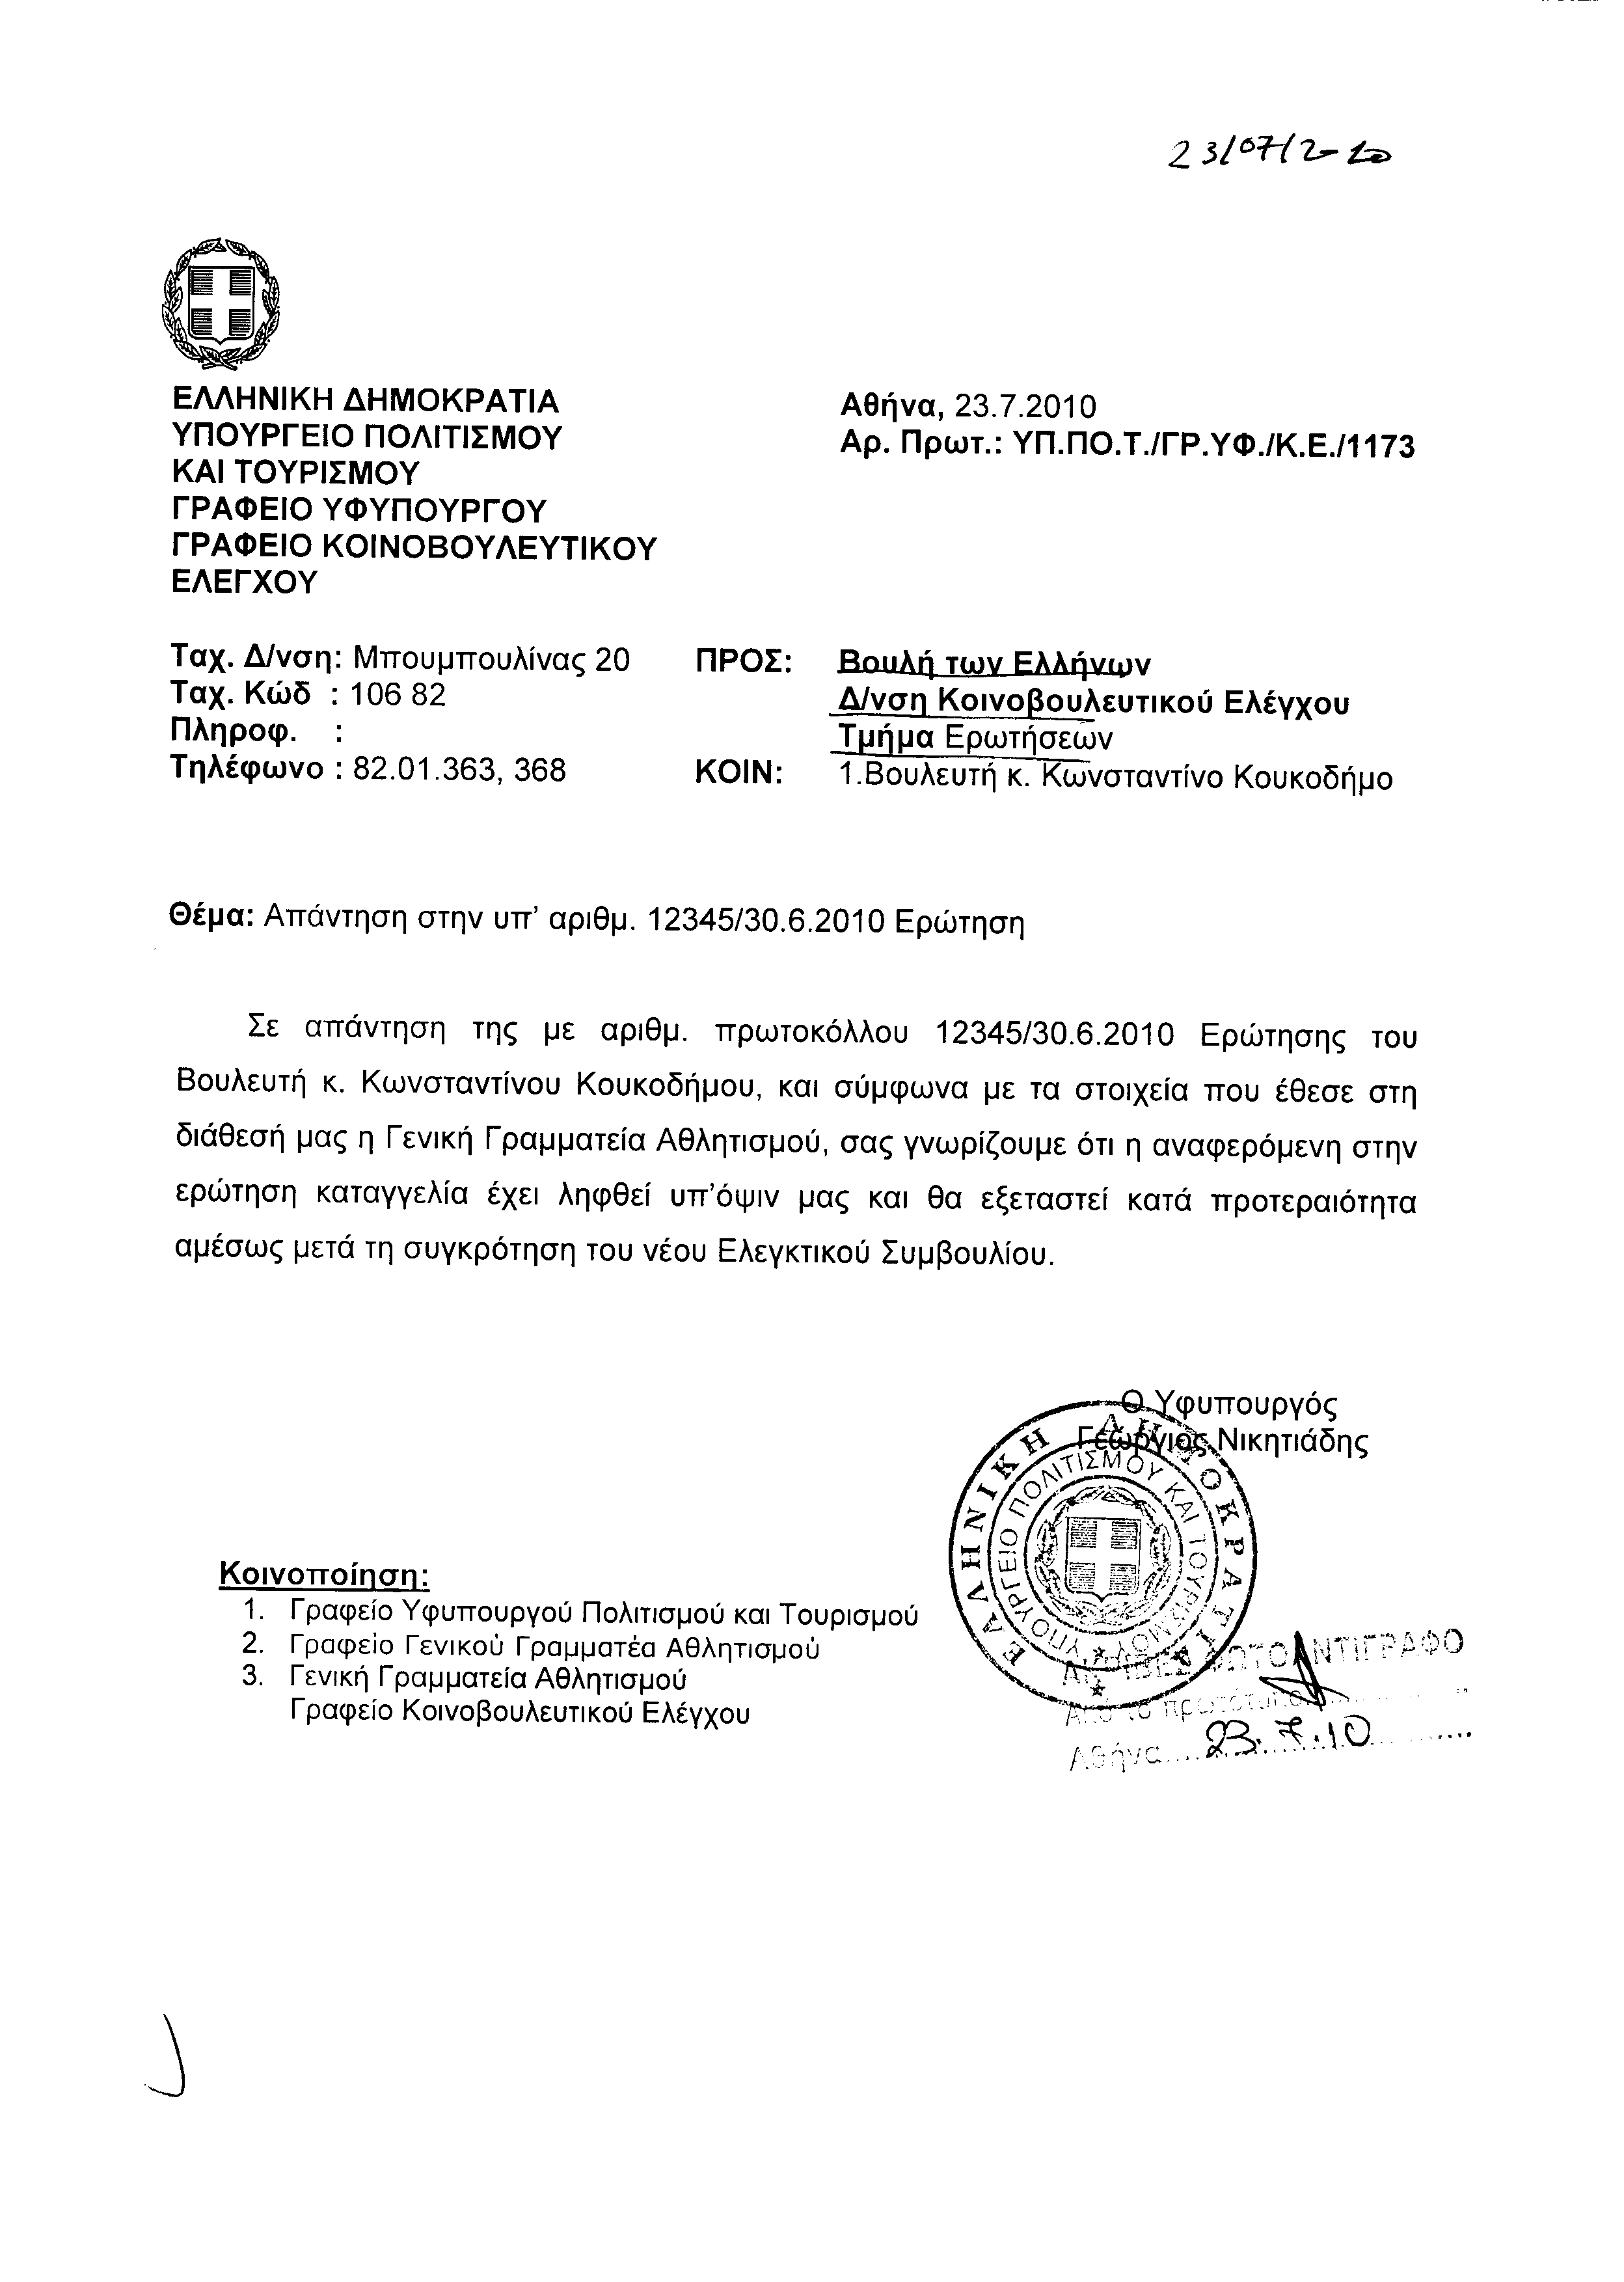 23/07/2010
ΕΛΛΗΝΙΚΗ ΔΗΜΟΚΡΑΤΙΑ
ΥΠΟΥΡΓΕΙΟ ΠΟΛΙΤΙΣΜΟΥ
ΚΑΙ ΤΟΥΡΙΣΜΟΥ
ΓΡΑΦΕΙΟ ΥΦΥΠΟΥΡΓΟΥ
ΓΡΑΦΕΙΟ ΚΟΙΝΟΒΟΥΛΕΥΤΙΚΟΥ
ΕΛΕΓΧΟΥ
Αθήνα, 23.7.2010
Αρ. Πρωτ.: ΥΠ.ΠΟ.Τ./ΓΡ.ΥΦ./Κ.Ε./1173
Ταχ. Δ/νση: Μπουμπουλίνας 20
Ταχ. Κώδ : 106 82
Πληροφ. :
Τηλέφωνο : 82.01.363, 368
ΠΡΟΣ: Βουλή των Ελλήνων
Δ/νση Κοινοβουλευτικού Ελέγχου
Τμήμα Ερωτήσεων
ΚΟΙΝ: 1.Βουλευτή κ. Κωνσταντίνο Κουκοδήμο
Θέμα: Απάντηση στην υπ’ αριθμ. 12345/30.6.2010 Ερώτηση
Σε απάντηση της με αριθμ. πρωτοκόλλου 12345/30.6.2010 Ερώτησης του
Βουλευτή κ. Κωνσταντίνου Κουκοδήμου, και σύμφωνα με τα στοιχεία που έθεσε στη
διάθεσή μας η Γενική Γραμματεία Αθλητισμού, σας γνωρίζουμε ότι η αναφερόμενη στην
ερώτηση καταγγελία έχει ληφθεί υπ’όψιν μας και θα εξεταστεί κατά προτεραιότητα
αμέσως μετά τη συγκρότηση του νέου Ελεγκτικού Συμβουλίου.
Ο Υφυπουργός
Γεώργιος Νικητιάδης
ΕΛΛΗΝΙΚΗ ΔΗΜΟΚΡΑΤΙΑ
ΥΠΟΥΡΓΕΙΟ ΠΟΛΙΤΙΣΜΟΥ ΚΑΙ ΤΟΥΡΙΣΜΟΥ
Κοινοποίηση:
1. Γραφείο Υφυπουργού Πολιτισμού και Τουρισμού
2. Γραφείο Γενικού Γραμματέα Αθλητισμού
3. Γενική Γραμματεία Αθλητισμού
Γραφείο Κοινοβουλευτικού Ελέγχου
ΦΩΤΟΑΝΤΙΓΡΑΦΟ
Από το πρωτότυπο
Αθήνα 23.7.10